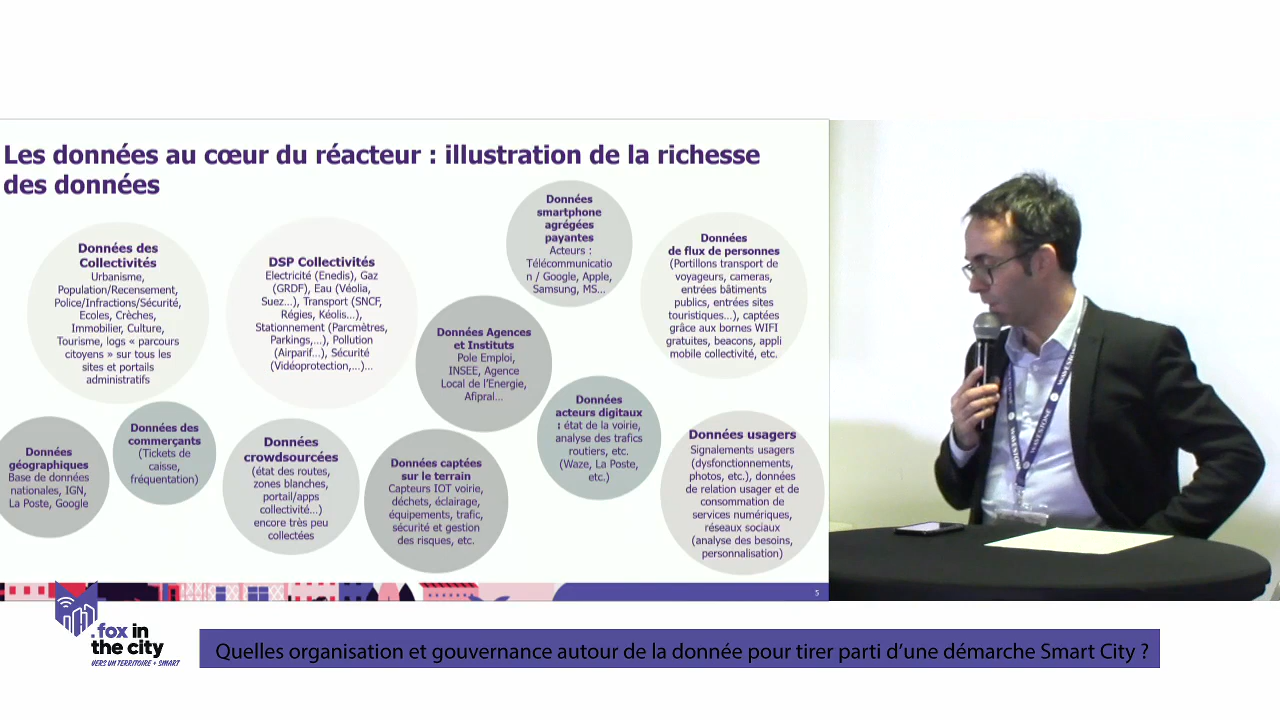 Les données au cœur du réacteur : illustration de la richesse
des données
Données des
Collectivités
Urbanisme,
Population/Recensement,
Police/Infractions/Sécurité,
Ecoles, Crèches,
Immobilier, Culture,
Tourisme, logs « parcours
citoyens » sur tous les
sites et portails
administratifs
DSP Collectivités
Electricité (Enedis), Gaz
(GRDF), Eau (Véolia,
Suez...), Transport (SNCF,
Régies, Kéolis...),
Stationnement (Parcmètres,
Parkings,...), Pollution
(Airparif...), Sécurité
(Vidéoprotection,...)...
Données
smartphone
agrégées
payantes
Acteurs :
Télécommunicatio
n / Google, Apple,
Samsung, MS...
Données
de flux de personnes
(Portillons transport de
voyageurs, cameras,
entrées bâtiments
publics, entrées sites
touristiques...), captées
grâce aux bornes WIFI
gratuites, beacons, appli
mobile collectivité, etc.
Données Agences
et Instituts
Pole Emploi,
INSEE, Agence
Local de l'Energie,
Afipral...
Données
géographiques
Base de données
nationales, IGN,
La Poste, Google
Données des
commerçants
(Tickets de
caisse,
fréquentation)
Données
crowdsourcées
(état des routes,
zones blanches,
portail/apps
collectivité...)
encore très peu
collectées
Données captées
sur le terrain
Capteurs IOT voirie,
déchets, éclairage,
équipements, trafic,
sécurité et gestion
des risques, etc.
Données
acteurs digitaux
: état de la voirie,
analyse des trafics
routiers, etc.
(Waze, La Poste,
etc.)
Données usagers
Signalements usagers
(dysfonctionnements,
photos, etc.), données
de relation usager et de
consommation de
services numériques,
réseaux sociaux
(analyse des besoins,
personnalisation)
5
WAVESTONE
WAVESTONE
.fox in
the city
VERS UN TERRITOIRE + SMART
Quelles organisation et gouvernance autour de la donnée pour tirer parti d'une démarche Smart City ?